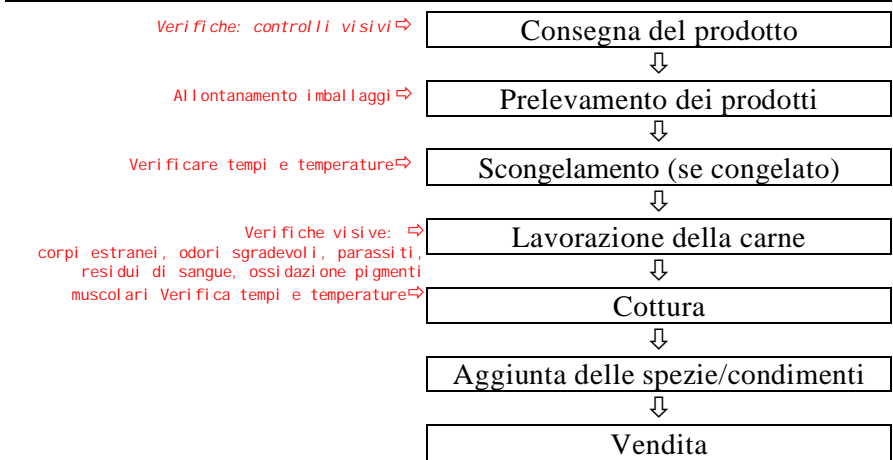 Verifiche: controlli visivi⇨ Consegna del prodotto
⇩
Allontanamento imballaggi⇨ Prelevamento dei prodotti
⇩
Verificare tempi e temperature⇨ Scongelamento (se congelato)
⇩
Verifiche visive: ⇨ Lavorazione della carne
corpi estranei, odori sgradevoli, parassiti,
residui di sangue, ossidazione pigmenti
⇩
muscolari Verifica tempi e temperature⇨ Cottura
⇩
Aggiunta delle spezie/condimenti
⇩
Vendita